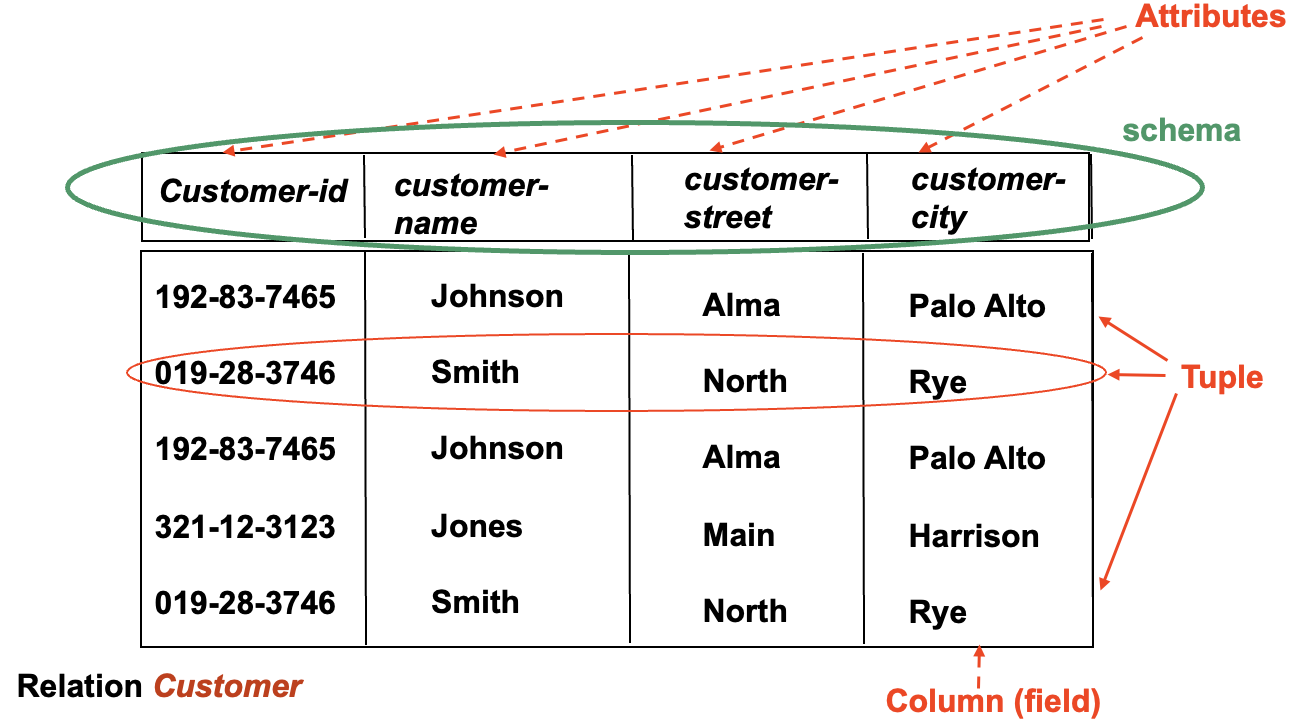 Attributes
schema
Customer-id customer-name customer-street customer-city
192-83-7465 Johnson Alma Palo Alto
019-28-3746 Smith North Rye
Tuple
192-83-7465 Johnson Alma Palo Alto
321-12-3123 Jones Main Harrison
019-28-3746 Smith North Rye
Relation Customer
Column (field)